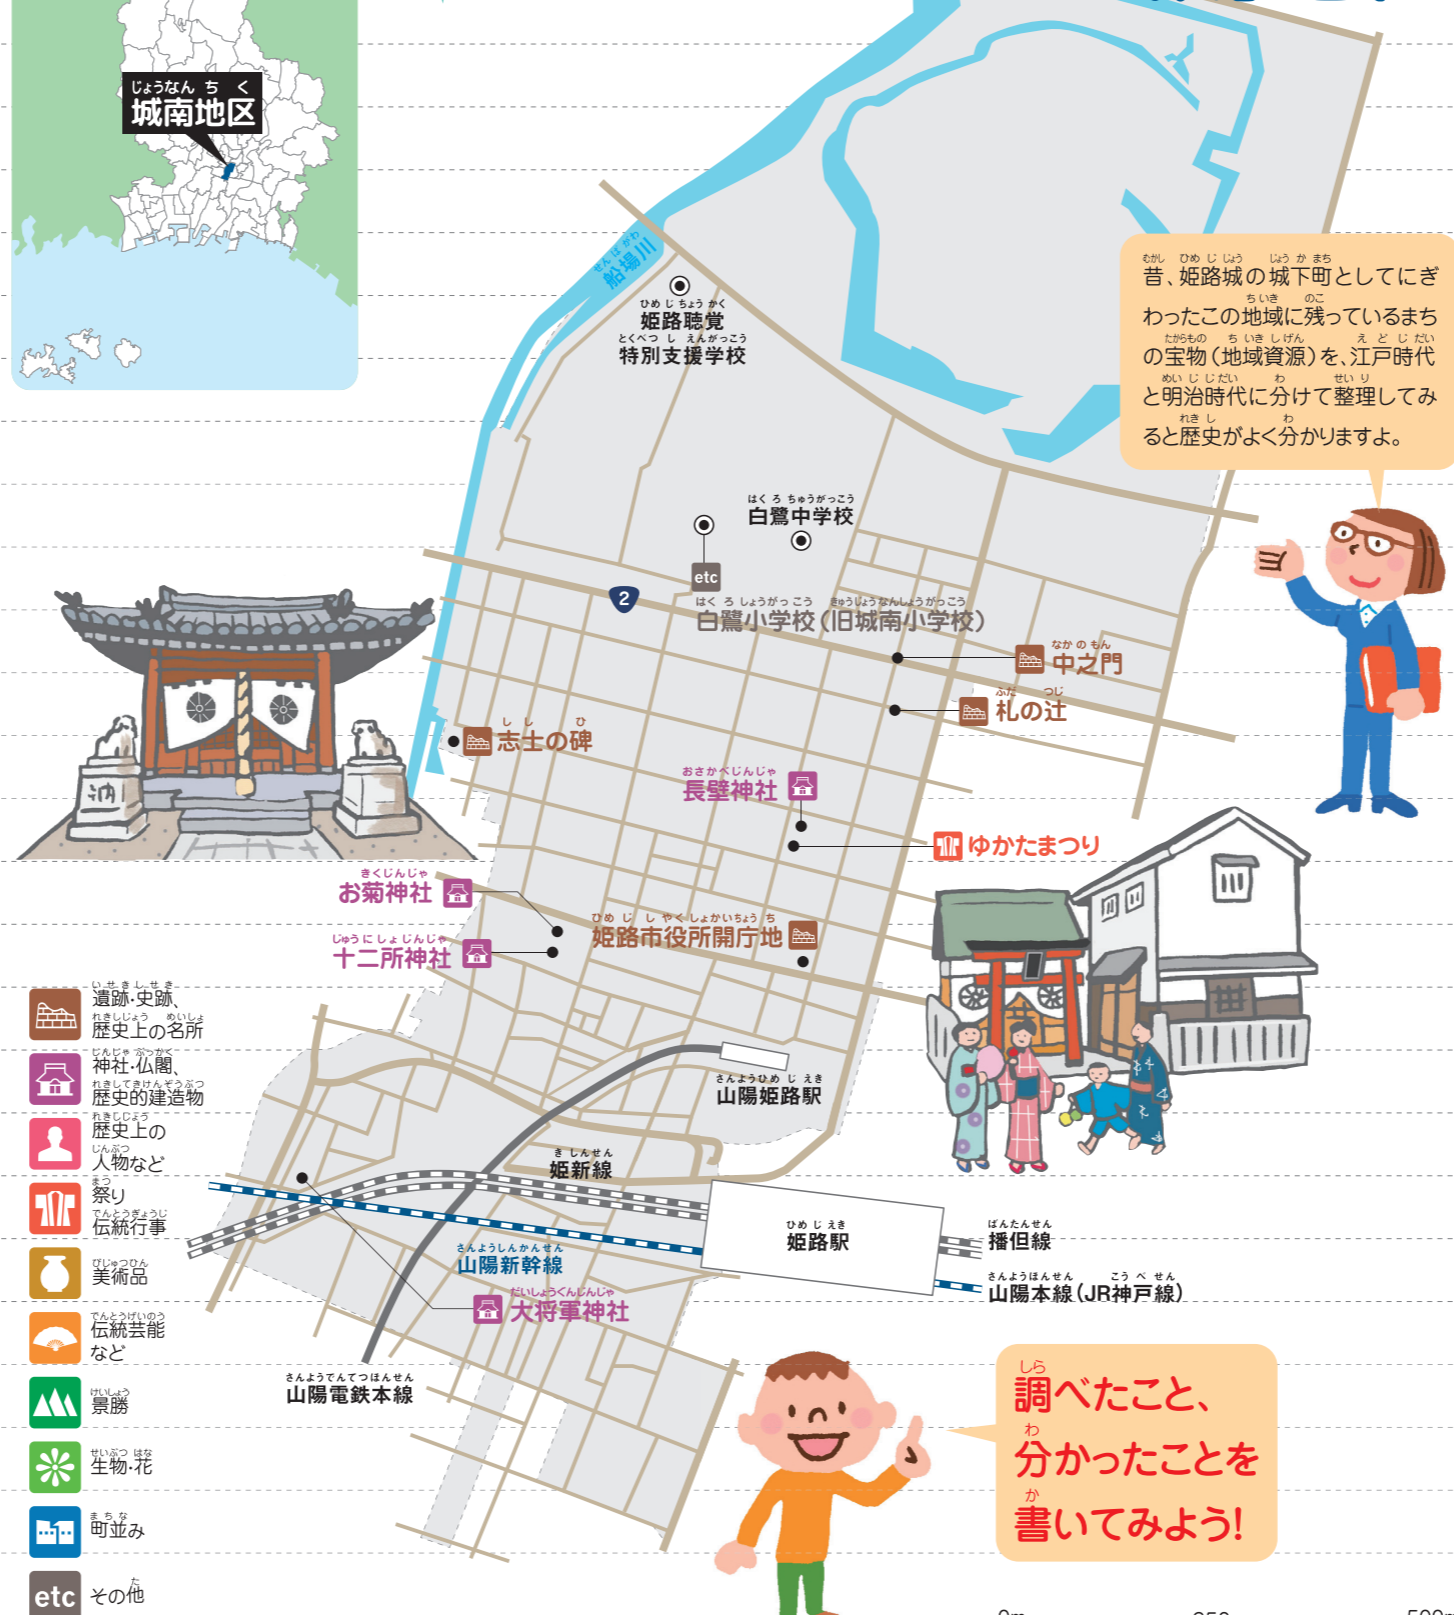 じょうなん ち く
城南地区
せん ば がわ
船場川
ひめ じ ちょう かく
姫路聴覚
とくべつ し えんがっこう
特別支援学校
むかし ひめ じ じょう じょう か まち
昔、姫路城の城下町としてにぎ
ち いき のこ
わったこの地域に残っているまち
たからもの ち いき し げん え ど じ だい
の宝物(地域資源)を、江戸時代
めい じ じ だい わ せい り
と明治時代に分けて整理してみ
れき し わ
ると歴史がよく分かりますよ。
はく ろ ちゅうがっこう
白鷺中学校
etc
2
はく ろ しょうがっ こう きゅうじょうなんしょうがっこう
白鷺小学校(旧城南小学校)
なか の もん
中之門
ふだ つじ
札の辻
し し ひ
志士の碑
おさかべじんじゃ
長壁神社
ゆかたまつり
きくじんじゃ
お菊神社
ひめ じ し やく しょかいちょう ち
姫路市役所開庁地
じゅう に しょ じんじゃ
十二所神社
さんようひめ じ えき
山陽姫路駅
き しんせん
姫新線
ひめ じ えき
姫路駅
ばんたんせん
播但線
さんようしんかんせん
山陽新幹線
さんようほんせん こう べ せん
山陽本線(JR神戸線)
だいしょうぐんじんじゃ
大将軍神社
さんようでんてつほんせん
山陽電鉄本線
い せ き し せ き
遺跡・史跡、
れきしじょう めいしょ
歴史上の名所
じんじゃ ぶっかく
神社・仏閣、
れきしてきけんぞうぶつ
歴史的建造物
れきしじょう
歴史上の
じんぶつ
人物など
まつ
祭り
でんとうぎょうじ
伝統行事
びじゅつひん
美術品
でんとうげいのう
伝統芸能
など
けいしょう
景勝
せいぶつ はな
生物・花
ま ち な
町並み
etc
た
その他
しら
調べたこと、
わ
分かったことを
か
書いてみよう!